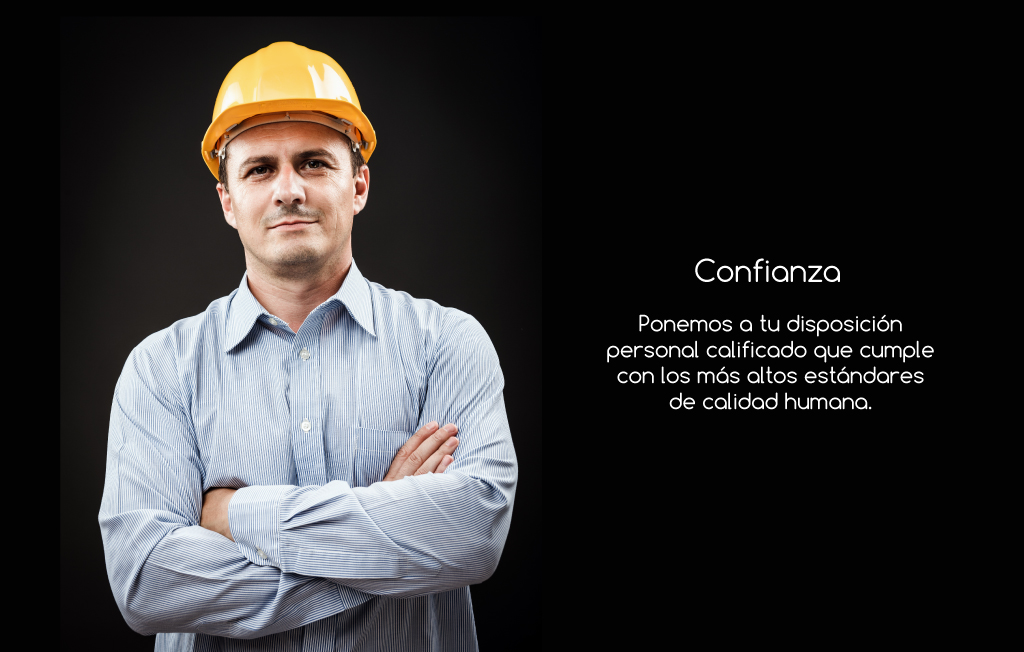 Confianza
Ponemos a tu disposición
personal calificado que cumple
con los más altos estándares
de calidad humana.